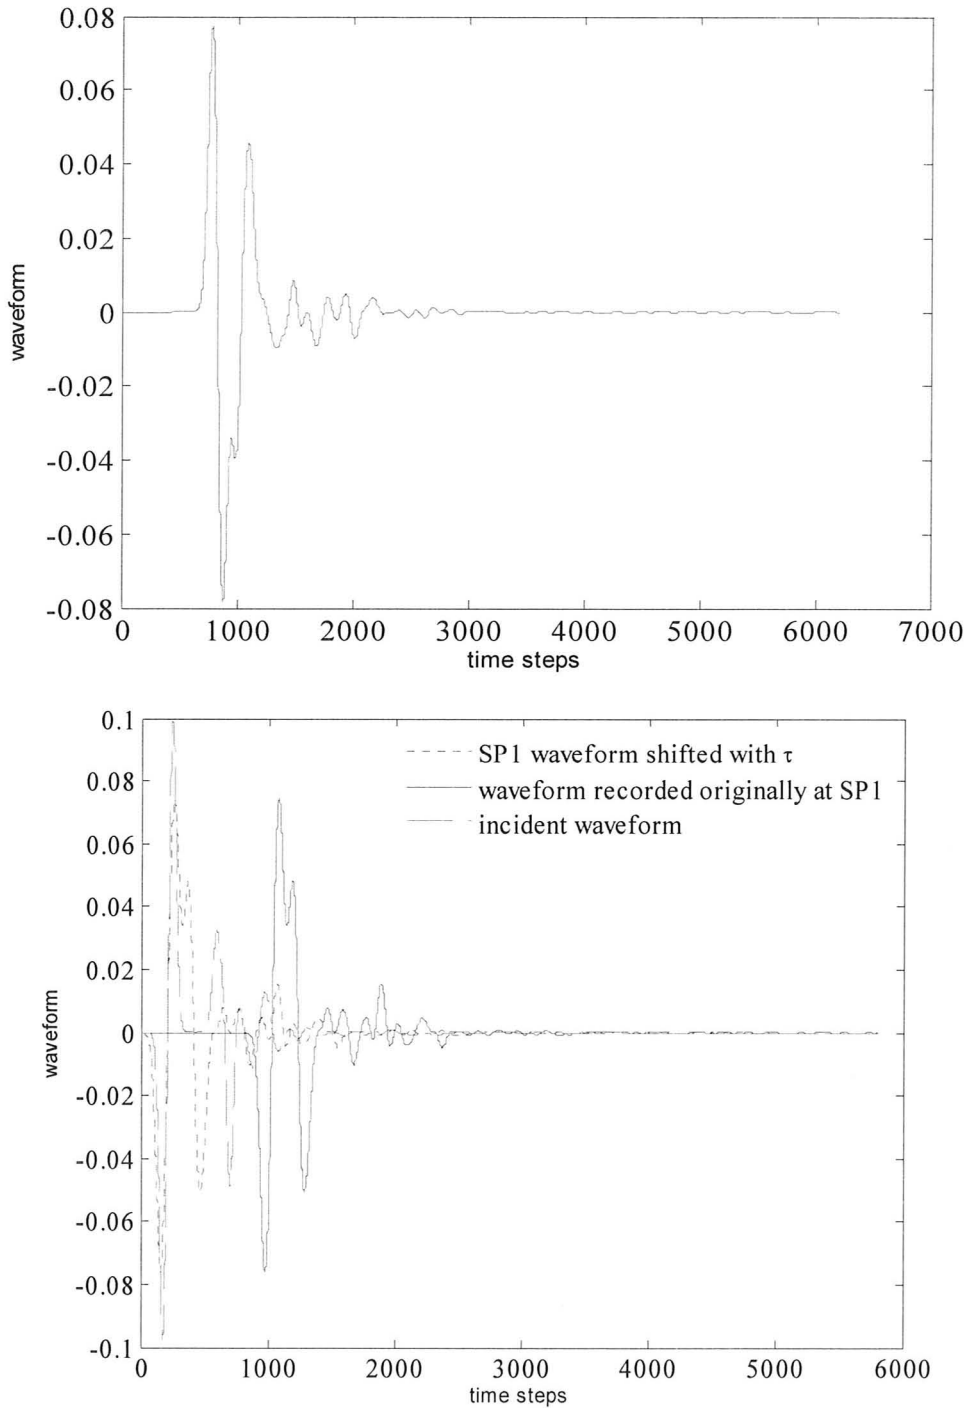 0.08
0.06
0.04
0.02
0
-0.02
-0.04
-0.06
-0.08
waveform
0 1000 2000 3000 4000 5000 6000 7000
time steps
0.1
0.08
0.06
0.04
0.02
0
-0.02
-0.04
-0.06
-0.08
-0.1
waveform
SP1 waveform shifted with τ
waveform recorded originally at SP1
incident waveform
0 1000 2000 3000 4000 5000 6000
time steps